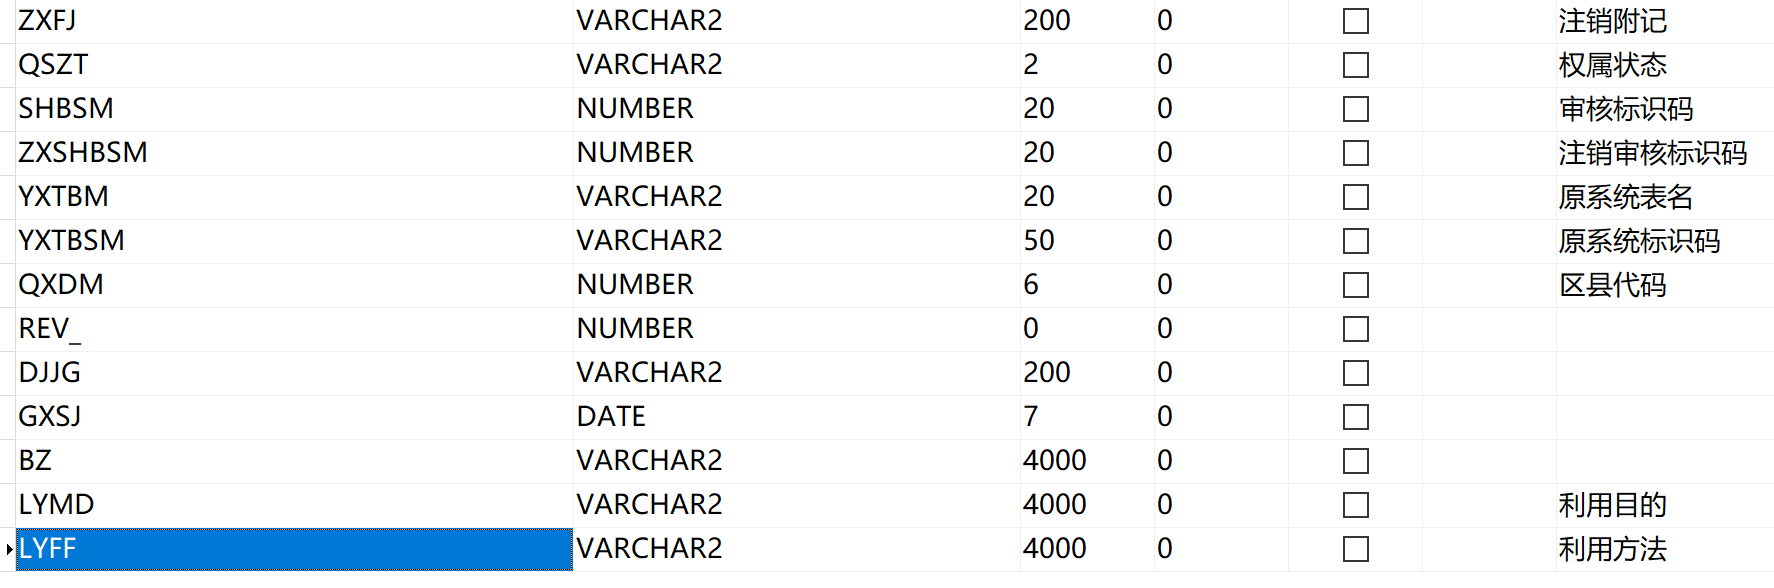 ZXFJ VARCHAR2 200 0 注销附记
QSZT VARCHAR2 2 0 权属状态
SHBSM NUMBER 20 0 审核标识码
ZXSHBSM NUMBER 20 0 注销审核标识码
YXTBM VARCHAR2 20 0 原系统表名
YXTBSM VARCHAR2 50 0 原系统标识码
QXDM NUMBER 6 0 区县代码
REV_ NUMBER 0 0
DJJG VARCHAR2 200 0
GXSJ DATE 7 0
BZ VARCHAR2 4000 0
LYMD VARCHAR2 4000 0 利用目的
LYFF VARCHAR2 4000 0 利用方法